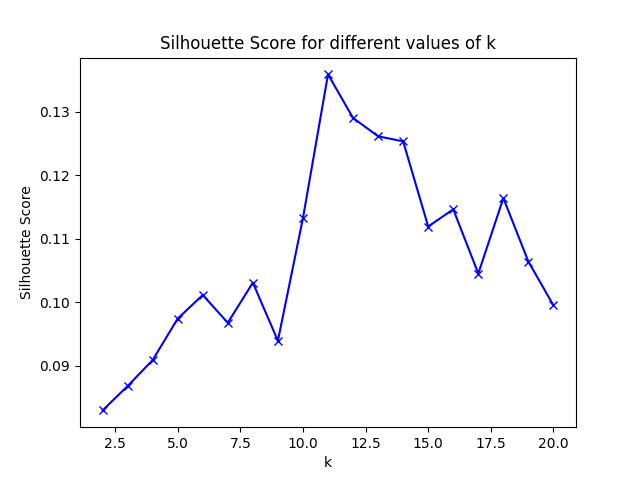 Silhouette Score for different values of k
Silhouette Score
0.13
0.12
0.11
0.10
0.09
2.5 5.0 7.5 10.0 12.5 15.0 17.5 20.0
k